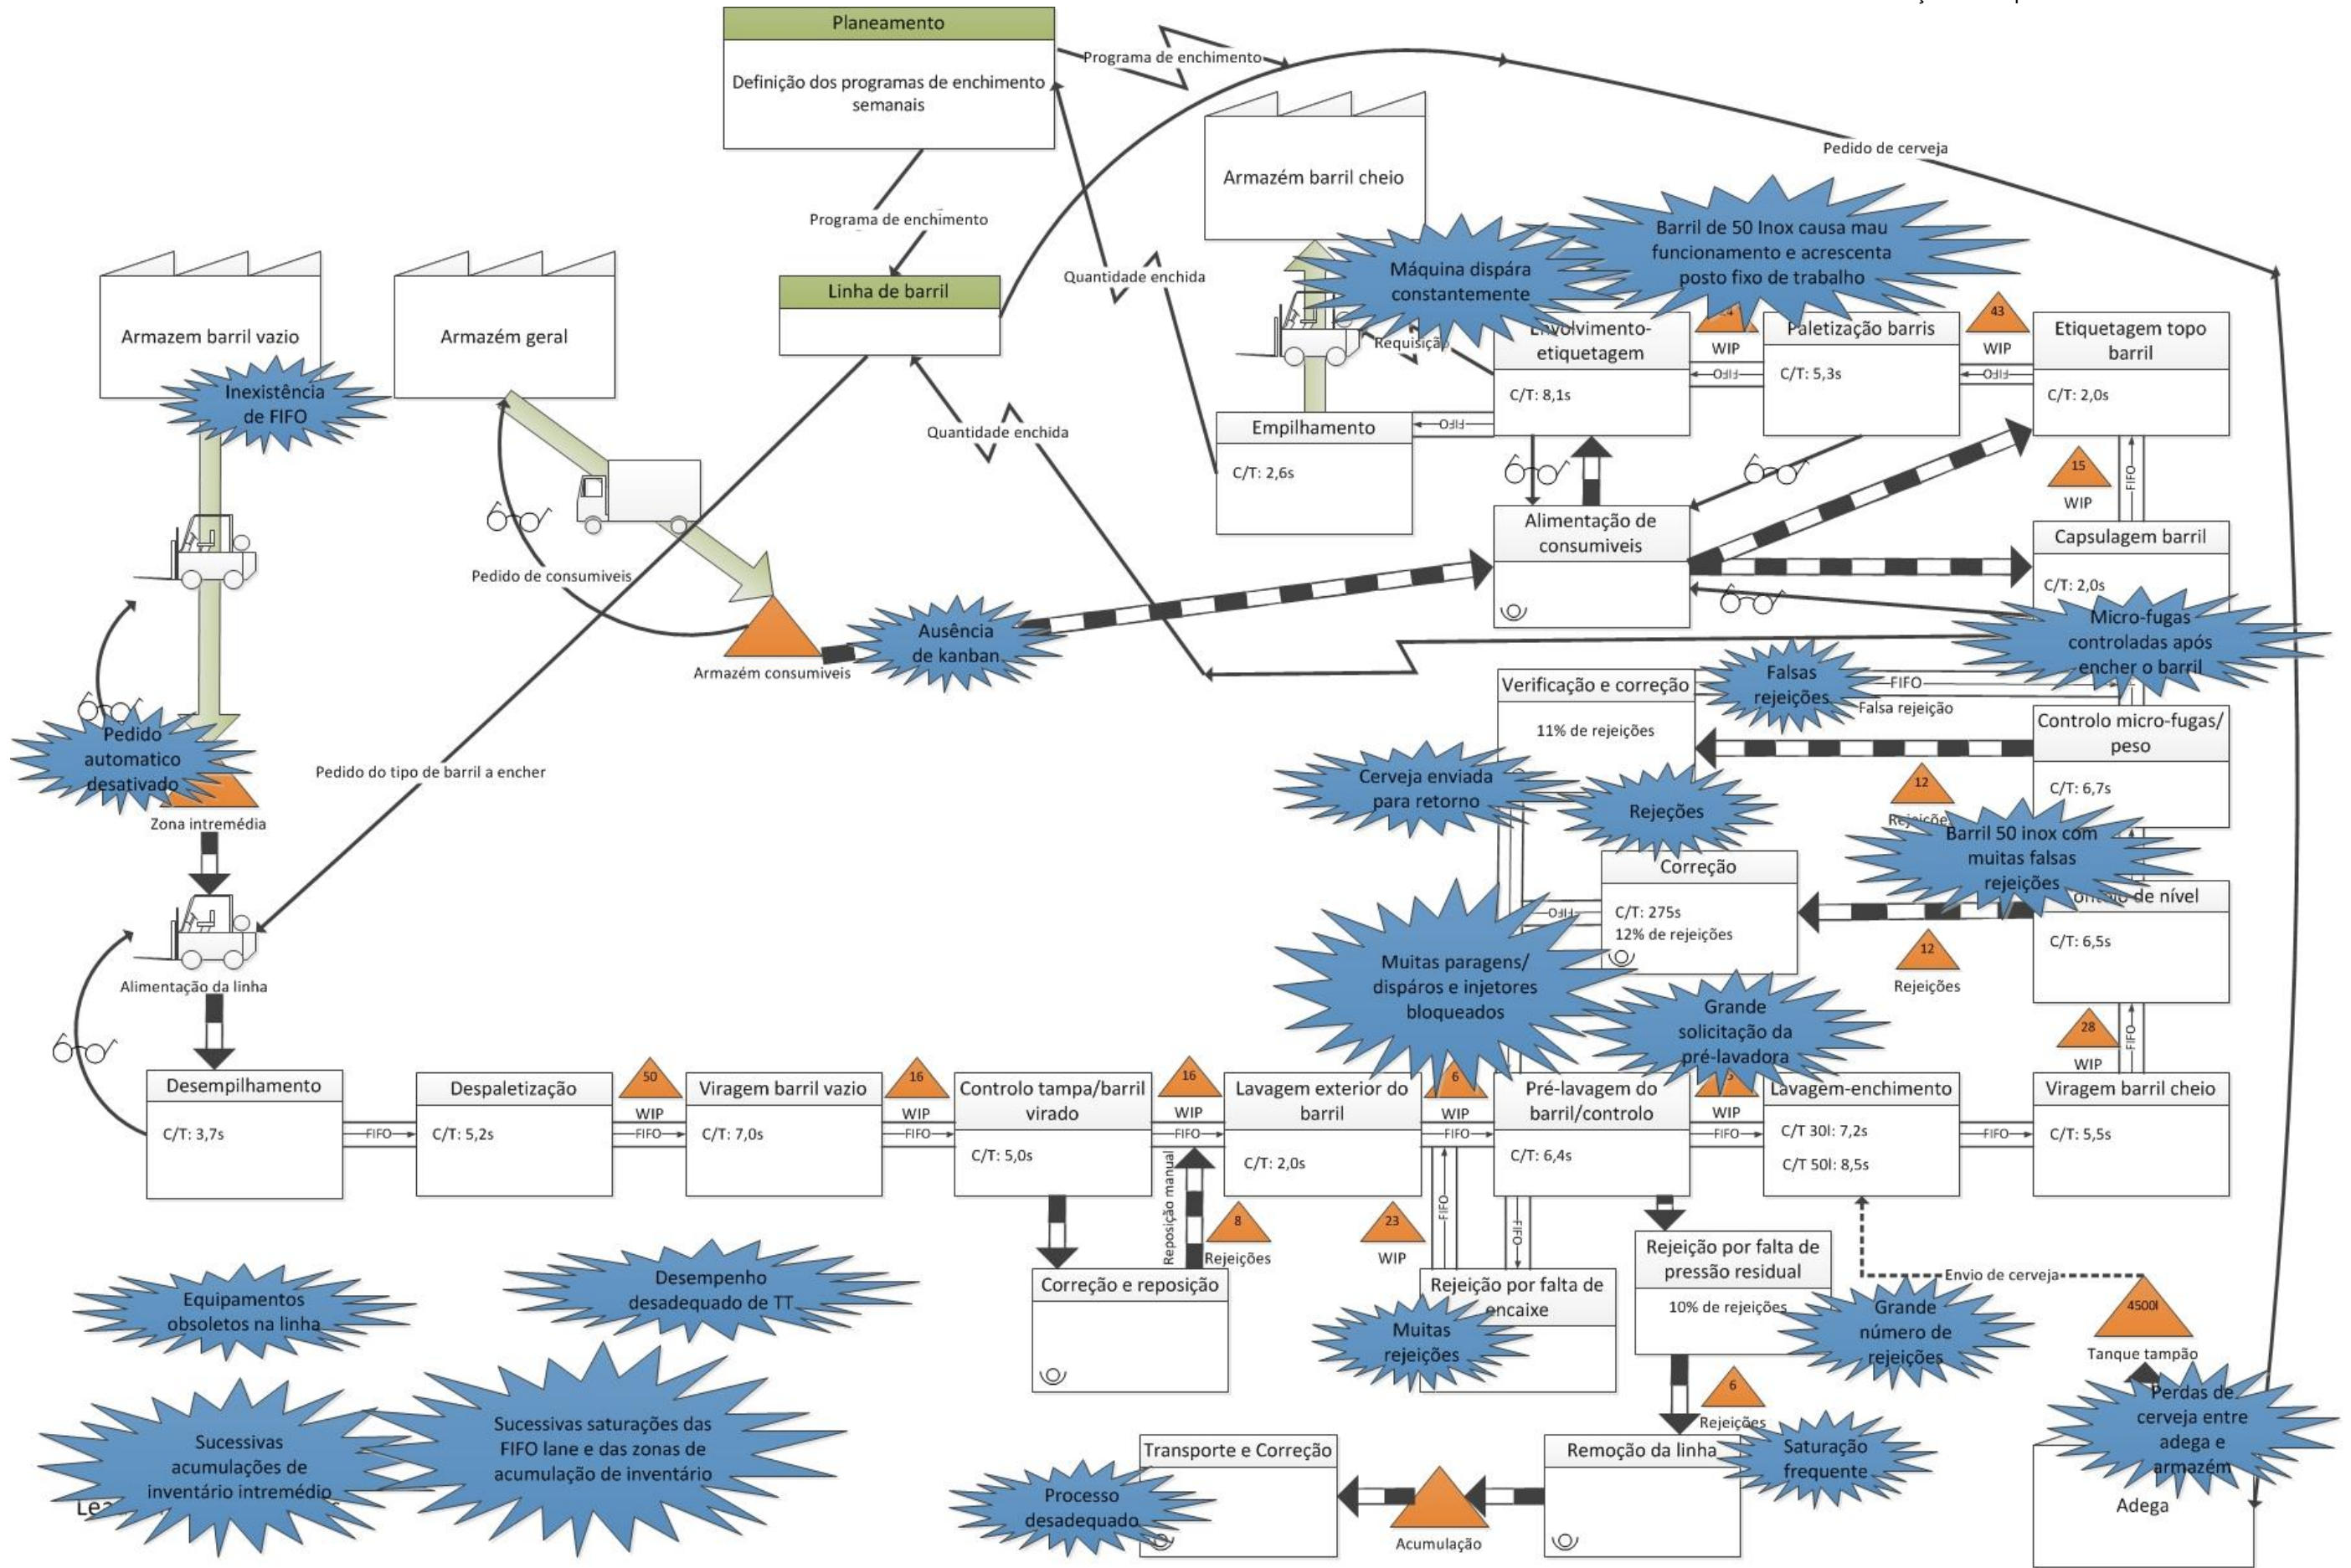 Planeamento
Definição dos programas de enchimento
semanais
Programa de enchimento
Pedido de cerveja
Armazém barril cheio
Programa de enchimento
Quantidade enchida
Máquina dispára
constantemente
Barril de 50 Inox causa mau
funcionamento e acrescenta
posto fixo de trabalho
Armazem barril vazio
Inexistência
de FIFO
Armazém geral
Linha de barril
Quantidade enchida
Requisição
Envolvimento-
etiquetagem
C/T: 8,1s
WIP
FIFO
Paletização barris
C/T: 5,3s
43
WIP
FIFO
Etiquetagem topo
barril
C/T: 2,0s
Empilhamento
C/T: 2,6s
FIFO
15
WIP
FIFO
Alimentação de
consumiveis
Capsulagem barril
C/T: 2,0s
Pedido de consumiveis
Armazém consumiveis
Ausência
de kanban
Micro-fugas
controladas após
encher o barril
Verificação e correção
11% de rejeições
Falsas
rejeições
FIFO
Falsa rejeição
Controlo micro-fugas/
peso
C/T: 6,7s
Pedido
automatico
desativado
Zona intremédia
Pedido do tipo de barril a encher
Cerveja enviada
para retorno
Rejeções
12
Barril 50 inox com
muitas falsas
rejeições
Correção
C/T: 275s
12% de rejeições
FIFO
de nível
C/T: 6,5s
12
Rejeições
Alimentação da linha
Muitas paragens/
dispáros e injetores
bloqueados
Grande
solicitação da
pré-lavadora
28
WIP
FIFO
Desempilhamento
C/T: 3,7s
FIFO
Despaletização
C/T: 5,2s
50
WIP
FIFO
Viragem barril vazio
C/T: 7,0s
16
WIP
FIFO
Controlo tampa/barril
virado
C/T: 5,0s
16
WIP
FIFO
Lavagem exterior do
barril
C/T: 2,0s
6
WIP
FIFO
Pré-lavagem do
barril/controlo
C/T: 6,4s
WIP
FIFO
Lavagem-enchimento
C/T 30l: 7,2s
C/T 50l: 8,5s
FIFO
Viragem barril cheio
C/T: 5,5s
Reposição manual
8
Rejeições
23
WIP
FIFO
FIFO
Correção e reposição
Rejeição por falta de
encaixe
Muitas
rejeições
Rejeição por falta de
pressão residual
10% de rejeições
Grande
número de
rejeições
Envio de cerveja
4500l
Tanque tampão
Equipamentos
obsoletos na linha
Desempenho
desadequado de TT
6
Rejeições
Perdas de
cerveja entre
adega e
armazém
Adega
Sucessivas
acumulações de
inventário intremédio
Sucessivas saturações das
FIFO lane e das zonas de
acumulação de inventário
Transporte e Correção
Processo
desadequado
Acumulação
Remoção da linha
Saturação
frequente